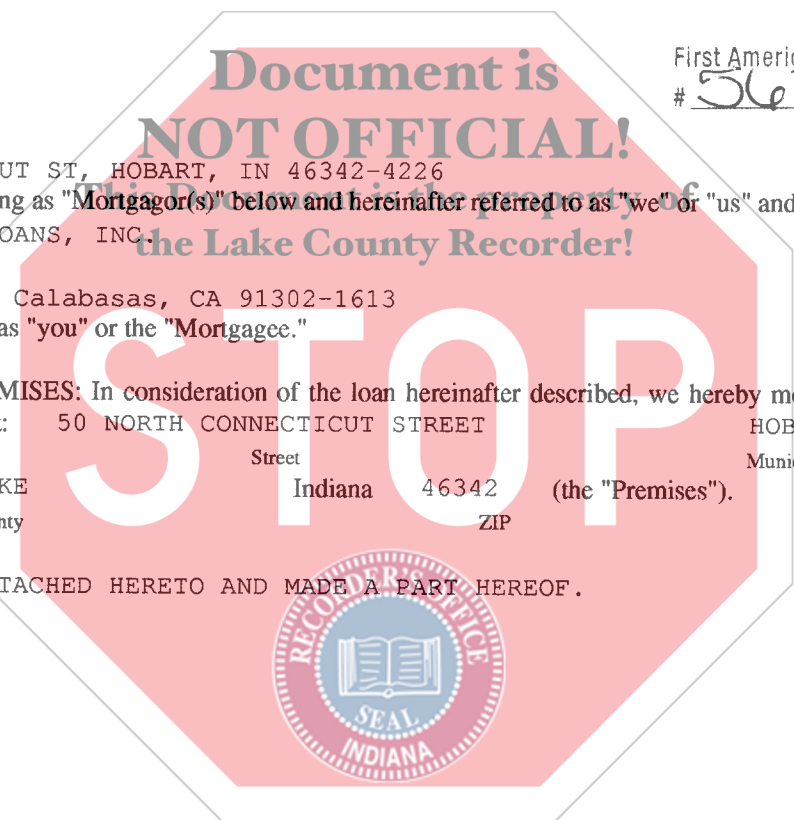 Document is
First Ameri
# 56
NOT OFFICIAL!
UT ST, HOBART, IN 46342-4226
This Document is the property of
ng as "Mortgagor(s)" below and hereinafter referred to as "we" or "us" and
OANS, INC.
the Lake County Recorder!
Calabasas, CA 91302-1613
as "you" or the "Mortgagee."
STOP
MISES: In consideration of the loan hereinafter described, we hereby m
: 50 NORTH CONNECTICUT STREET HOB
Street Munic
KE Indiana 46342 (the "Premises").
nty ZIP
TACHED HERETO AND MADE A PART HEREOF.
RECORDER'S OFFICE
SEAL
INDIANA